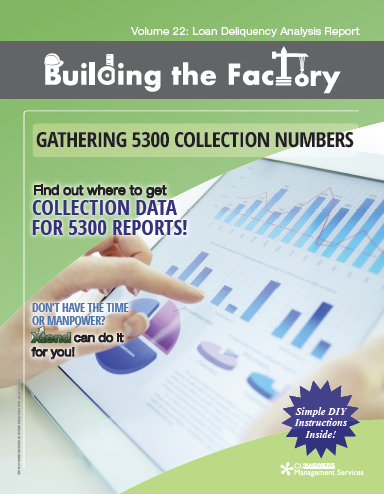 Volume 22: Loan Deliquency Analysis Report
Building the Factory
GATHERING 5300 COLLECTION NUMBERS
Find out where to get
COLLECTION DATA
FOR 5300 REPORTS!
DON'T HAVE THE TIME
OR MANPOWER?
Xtend can do it
for you!
Simple DIY
Instructions
Inside!
CU*ANSWERS
Management Services